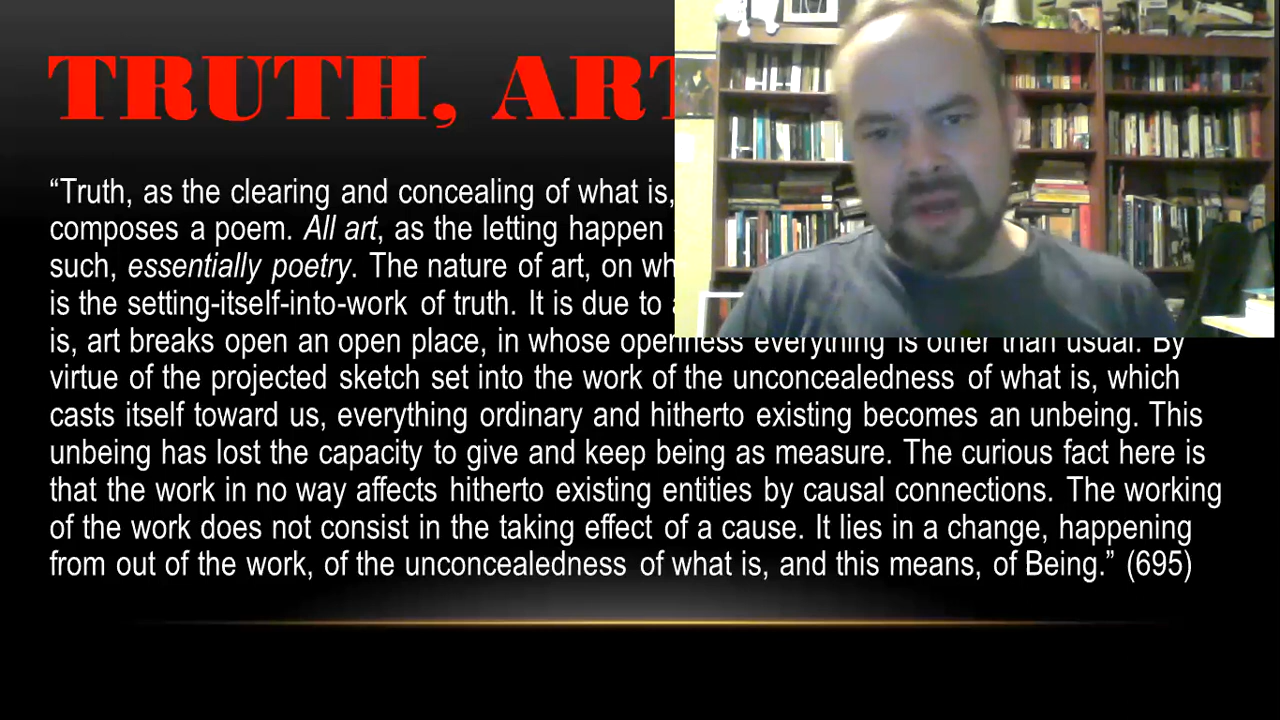 TRUTH, ART
“Truth, as the clearing and concealing of what is,
composes a poem. All art, as the letting happen
such, essentially poetry. The nature of art, on
is the setting-itself-into-work of truth. It is due to
is, art breaks open an open place, in whose openness everything is other than usual. By
virtue of the projected sketch set into the work of the unconcealedness of what is, which
casts itself toward us, everything ordinary and hitherto existing becomes an unbeing. This
unbeing has lost the capacity to give and keep being as measure. The curious fact here is
that the work in no way affects hitherto existing entities by causal connections. The working
of the work does not consist in the taking effect of a cause. It lies in a change, happening
from out of the work, of the unconcealedness of what is, and this means, of Being.” (695)